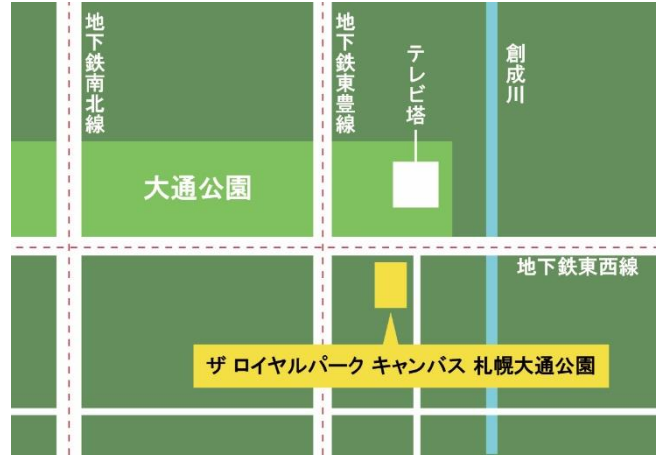 地下鉄南北線
地下鉄東豊線
テレビ塔
創成川
大通公園
地下鉄東西線
ザ ロイヤルパーク キャンバス 札幌大通公園